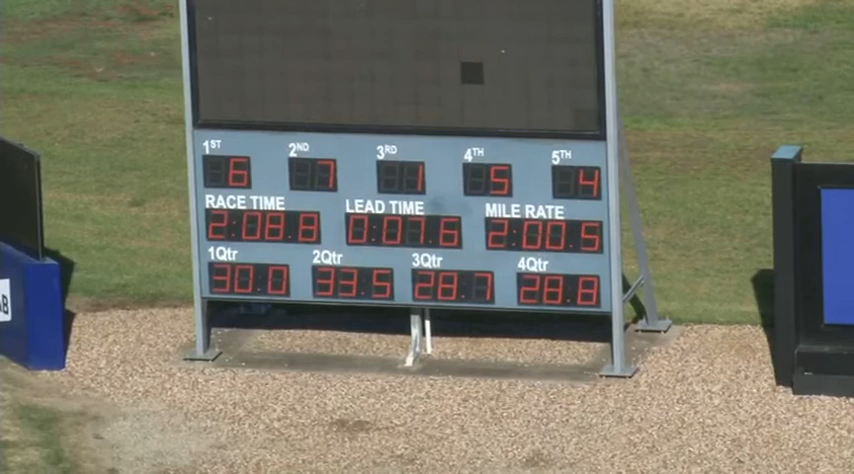 1ST 2ND 3RD 4TH 5TH
6 7 1 5 4
RACE TIME LEAD TIME MILE RATE
2:08.8 0:07.6 2:00.5
1Qtr 2Qtr 3Qtr 4Qtr
30.0 33.5 28.7 28.8